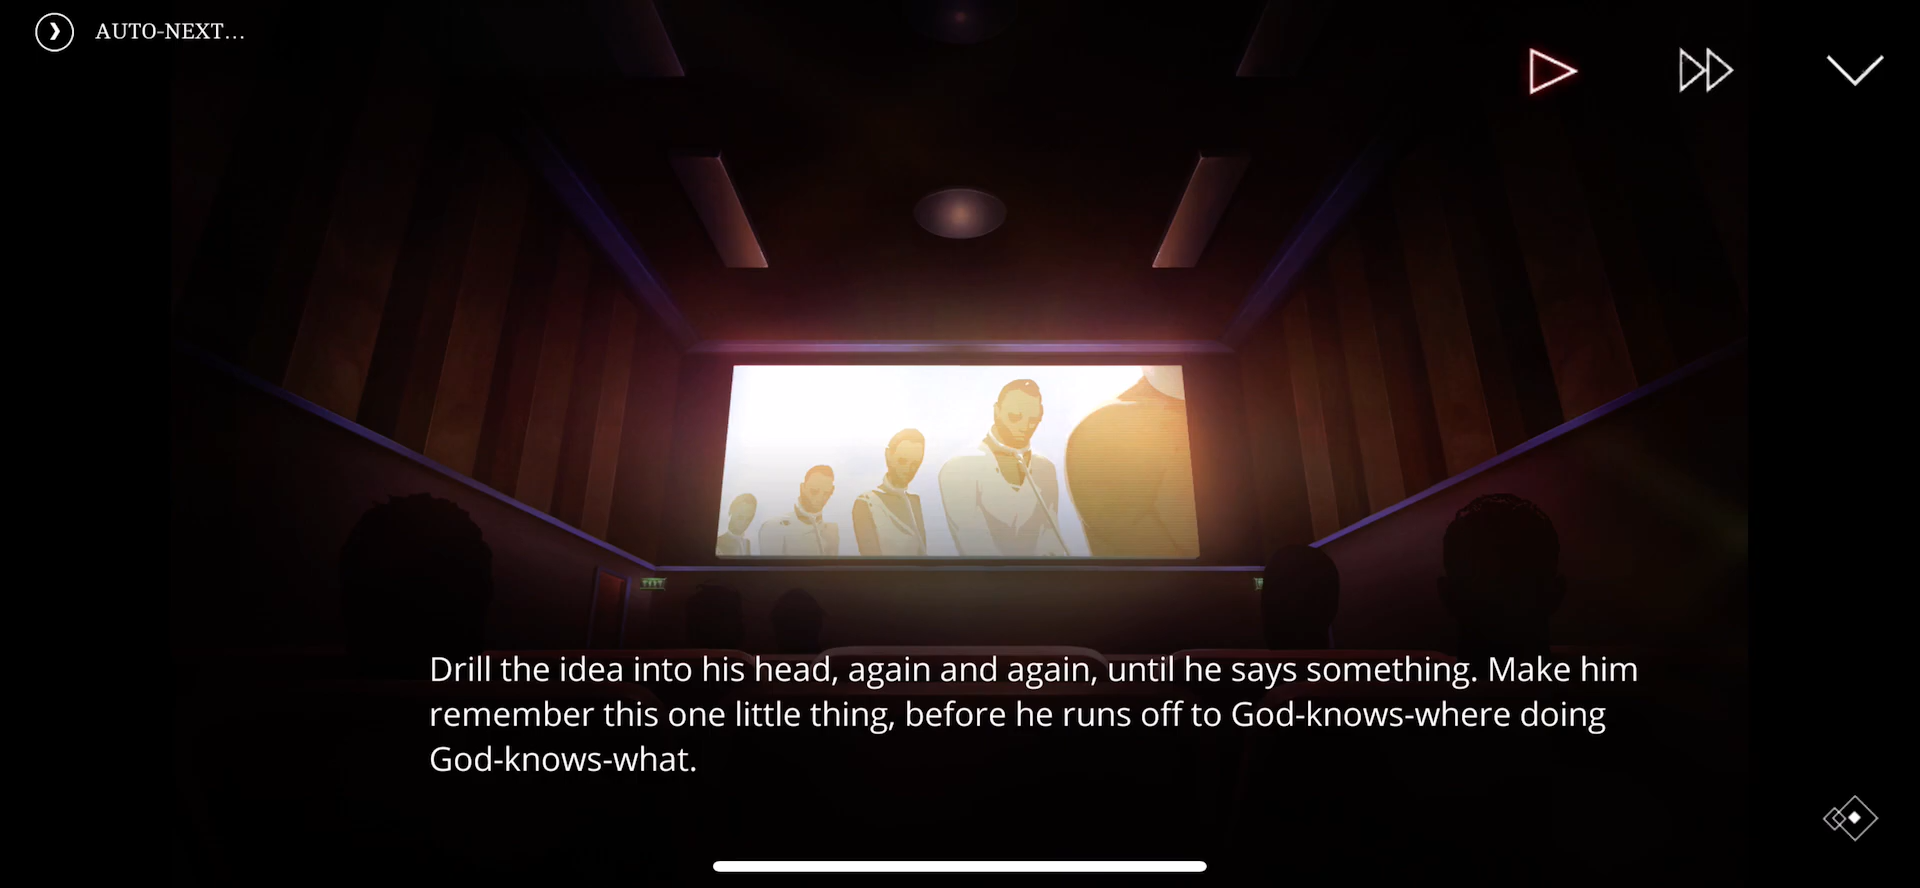 AUTO-NEXT...
Drill the idea into his head, again and again, until he says something. Make him
remember this one little thing, before he runs off to God-knows-where doing
God-knows-what.